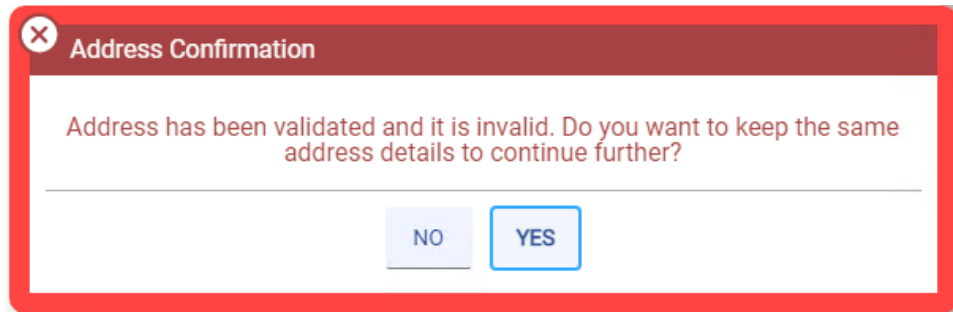 Address Confirmation
Address has been validated and it is invalid. Do you want to keep the same
address details to continue further?
NO
YES